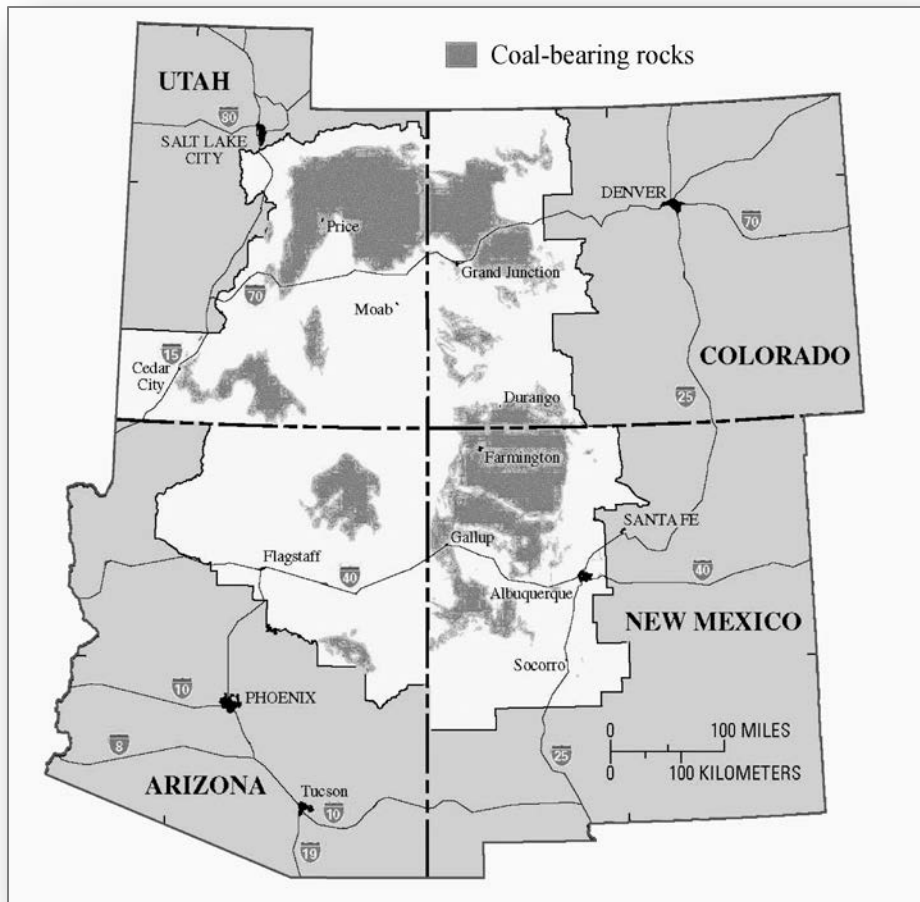 Coal-bearing rocks
UTAH
80
SALT LAKE
CITY
DENVER
70
Price
Grand Junction
70
Moab
COLORADO
15
Cedar
City
25
Durango
Farmington
SANTA FE
Gallup
Flagstaff
40
40
Albuquerque
NEW MEXICO
Socorro
10
PHOENIX
0 100 MILES
8
25
0 100 KILOMETERS
ARIZONA
Tucson
10
19